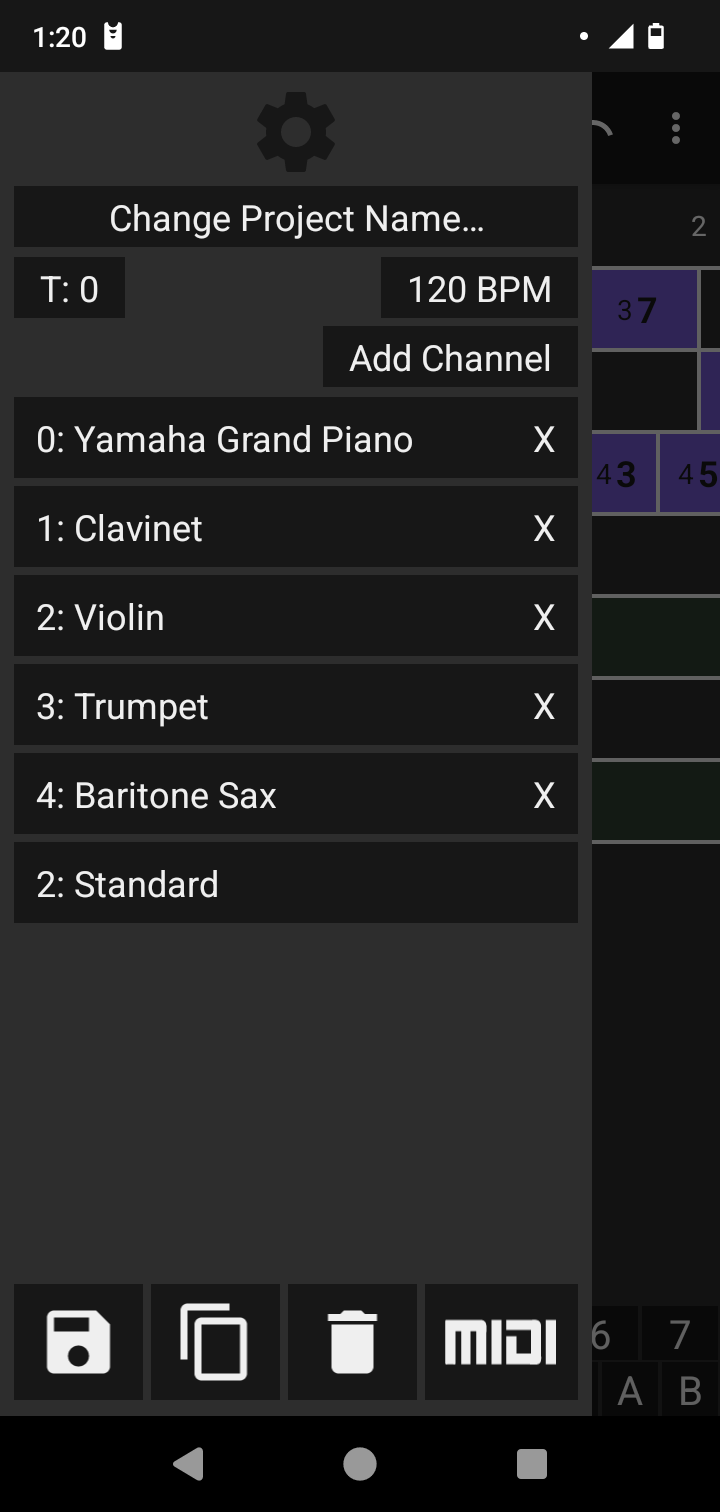 1:20
Change Project Name…
2
T: 0
120 BPM
37
Add Channel
0: Yamaha Grand Piano X
43 45
1: Clavinet X
2: Violin X
3: Trumpet X
4: Baritone Sax X
2: Standard
MIDI
6 7
A B